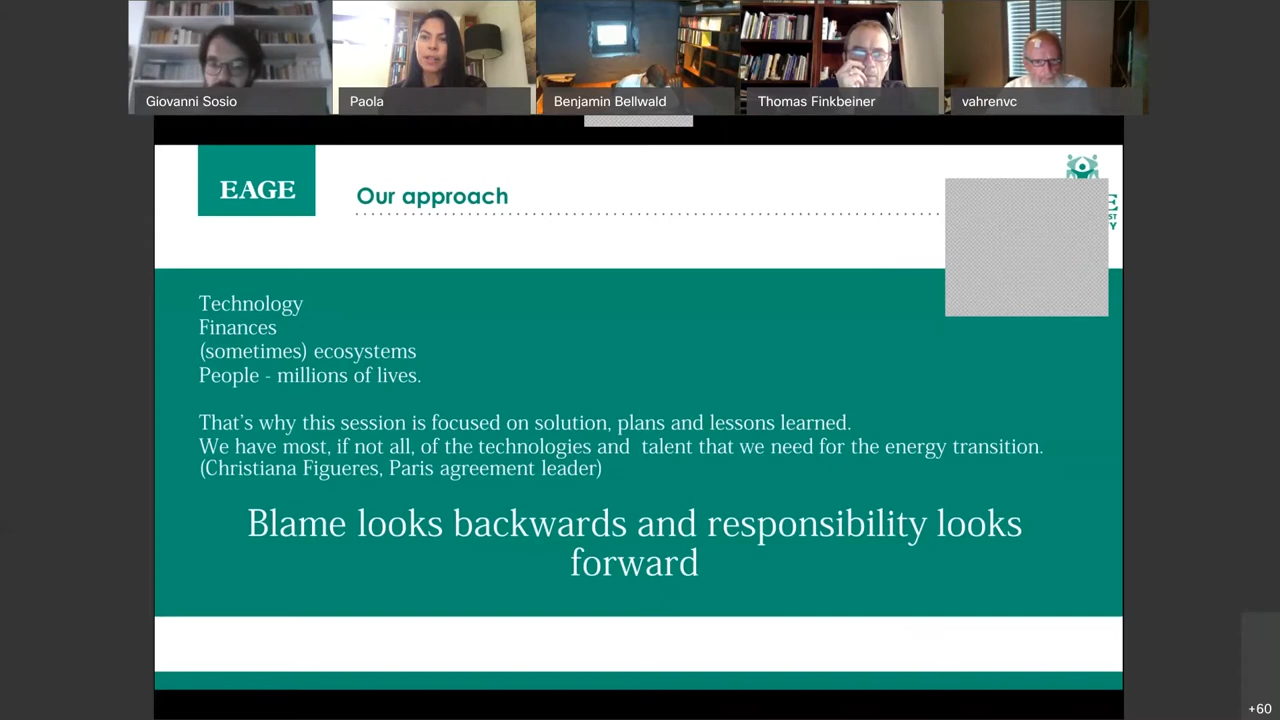 Giovanni Sosio
Paola
Benjamin Bellwald
Thomas Finkbeiner
vahrenvc
EAGE
Our approach
E
ST
Y
Technology
Finances
(sometimes) ecosystems
People - millions of lives.
That's why this session is focused on solution, plans and lessons learned.
We have most, if not all, of the technologies and  talent that we need for the energy transition.
(Christiana Figueres, Paris agreement leader)
Blame looks backwards and responsibility looks
forward
+60